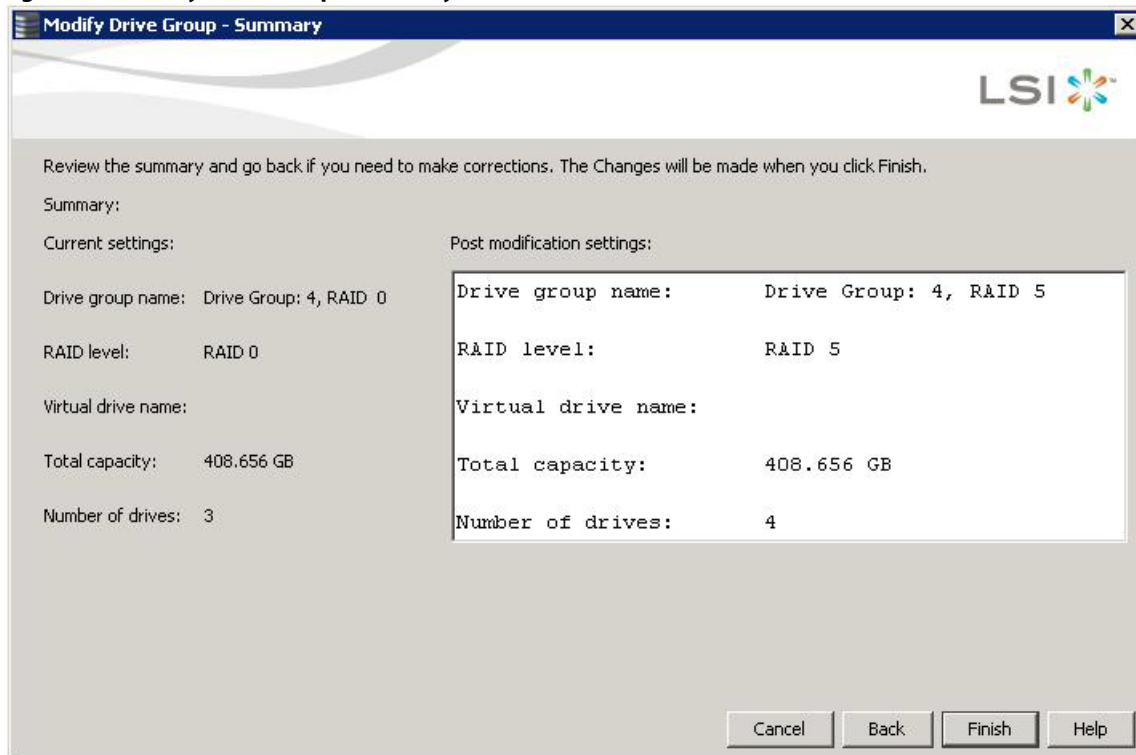 Modify Drive Group - Summary
LSI
Review the summary and go back if you need to make corrections. The Changes will be made when you click Finish.
Summary:
Current settings:
Drive group name: Drive Group: 4, RAID 0
RAID level: RAID 0
Virtual drive name:
Total capacity: 408.656 GB
Number of drives: 3
Post modification settings:
Drive group name: Drive Group: 4, RAID 5
RAID level: RAID 5
Virtual drive name:
Total capacity: 408.656 GB
Number of drives: 4
Cancel Back Finish Help